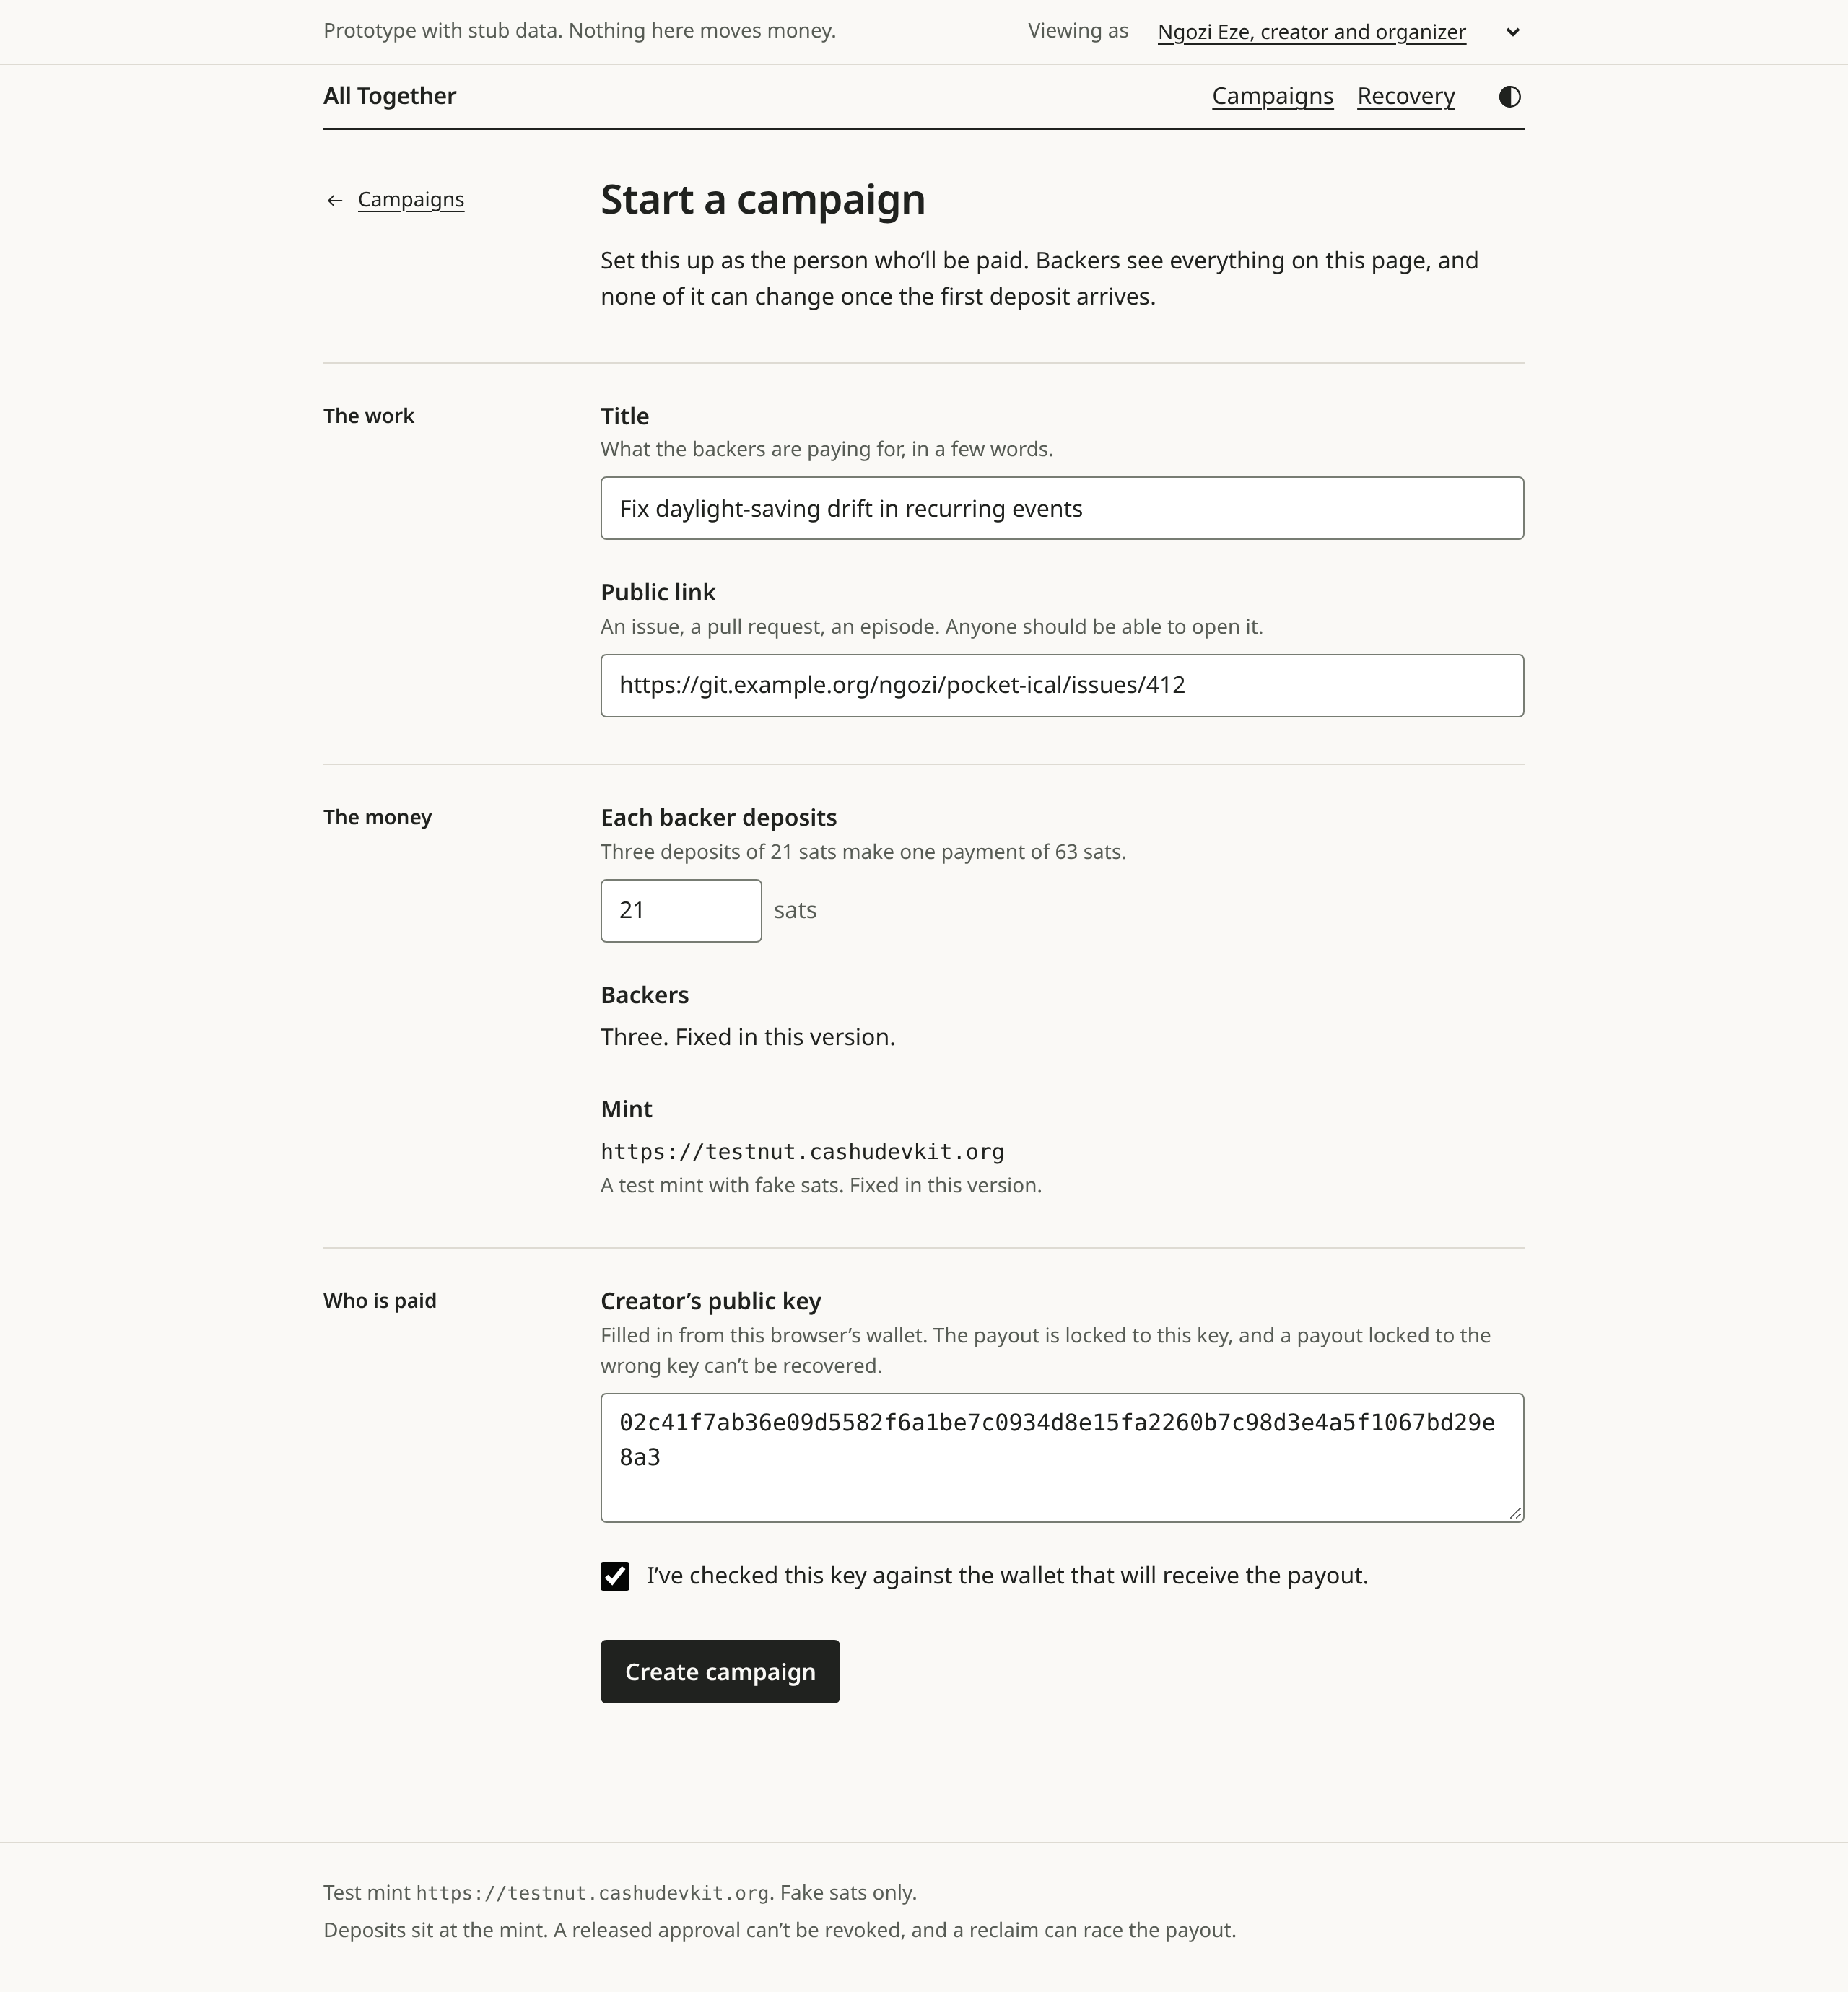 Prototype with stub data. Nothing here moves money.
Viewing as Ngozi Eze, creator and organizer
All Together
Campaigns Recovery
← Campaigns
Start a campaign
Set this up as the person who’ll be paid. Backers see everything on this page, and
none of it can change once the first deposit arrives.
The work
Title
What the backers are paying for, in a few words.
Fix daylight-saving drift in recurring events
Public link
An issue, a pull request, an episode. Anyone should be able to open it.
https://git.example.org/ngozi/pocket-ical/issues/412
The money
Each backer deposits
Three deposits of 21 sats make one payment of 63 sats.
21 sats
Backers
Three. Fixed in this version.
Mint
https://testnut.cashudevkit.org
A test mint with fake sats. Fixed in this version.
Who is paid
Creator’s public key
Filled in from this browser’s wallet. The payout is locked to this key, and a payout locked to the
wrong key can’t be recovered.
02c41f7ab36e09d5582f6a1be7c0934d8e15fa2260b7c98d3e4a5f1067bd29e
8a3
I’ve checked this key against the wallet that will receive the payout.
Create campaign
Test mint https://testnut.cashudevkit.org. Fake sats only.
Deposits sit at the mint. A released approval can’t be revoked, and a reclaim can race the payout.